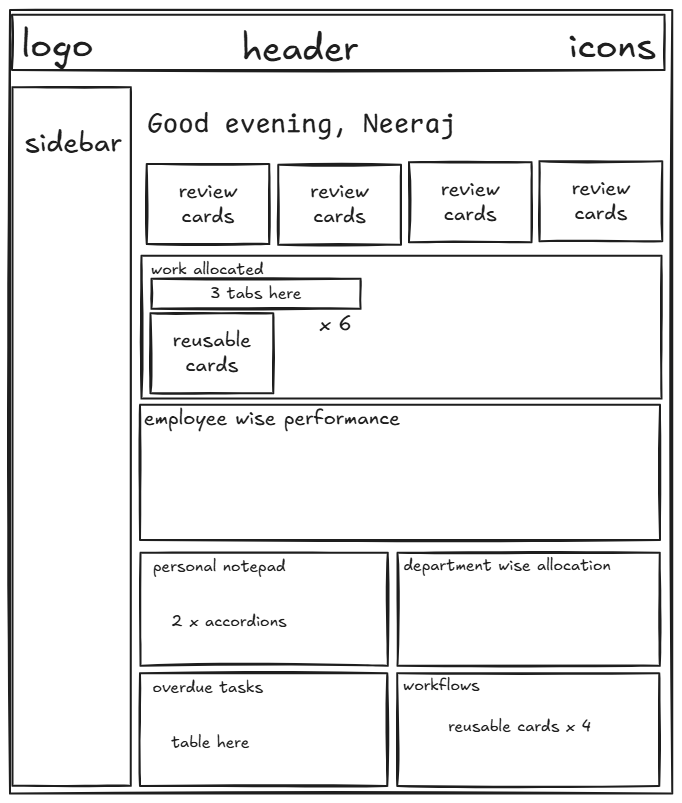 logo
header
icons
sidebar
Good evening, Neeraj
review
cards
review
cards
review
cards
review
cards
work allocated
3 tabs here
x 6
reusable
cards
employee wise performance
personal notepad
2 x accordions
department wise allocation
overdue tasks
table here
workflows
reusable cards x 4